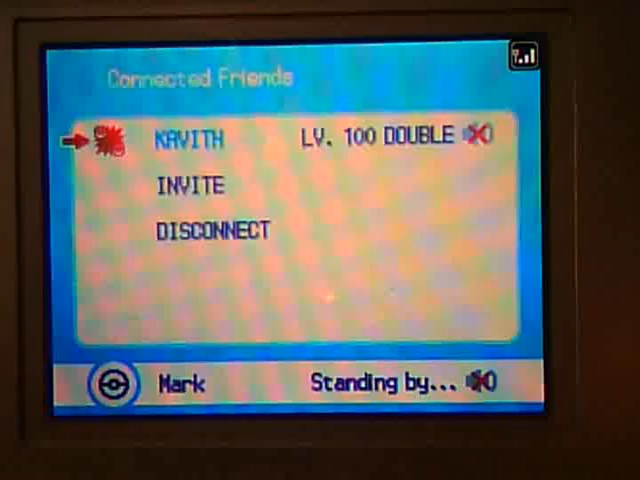 Connected Friends
KAVITH LV. 100 DOUBLE
INVITE
DISCONNECT
Mark Standing by...